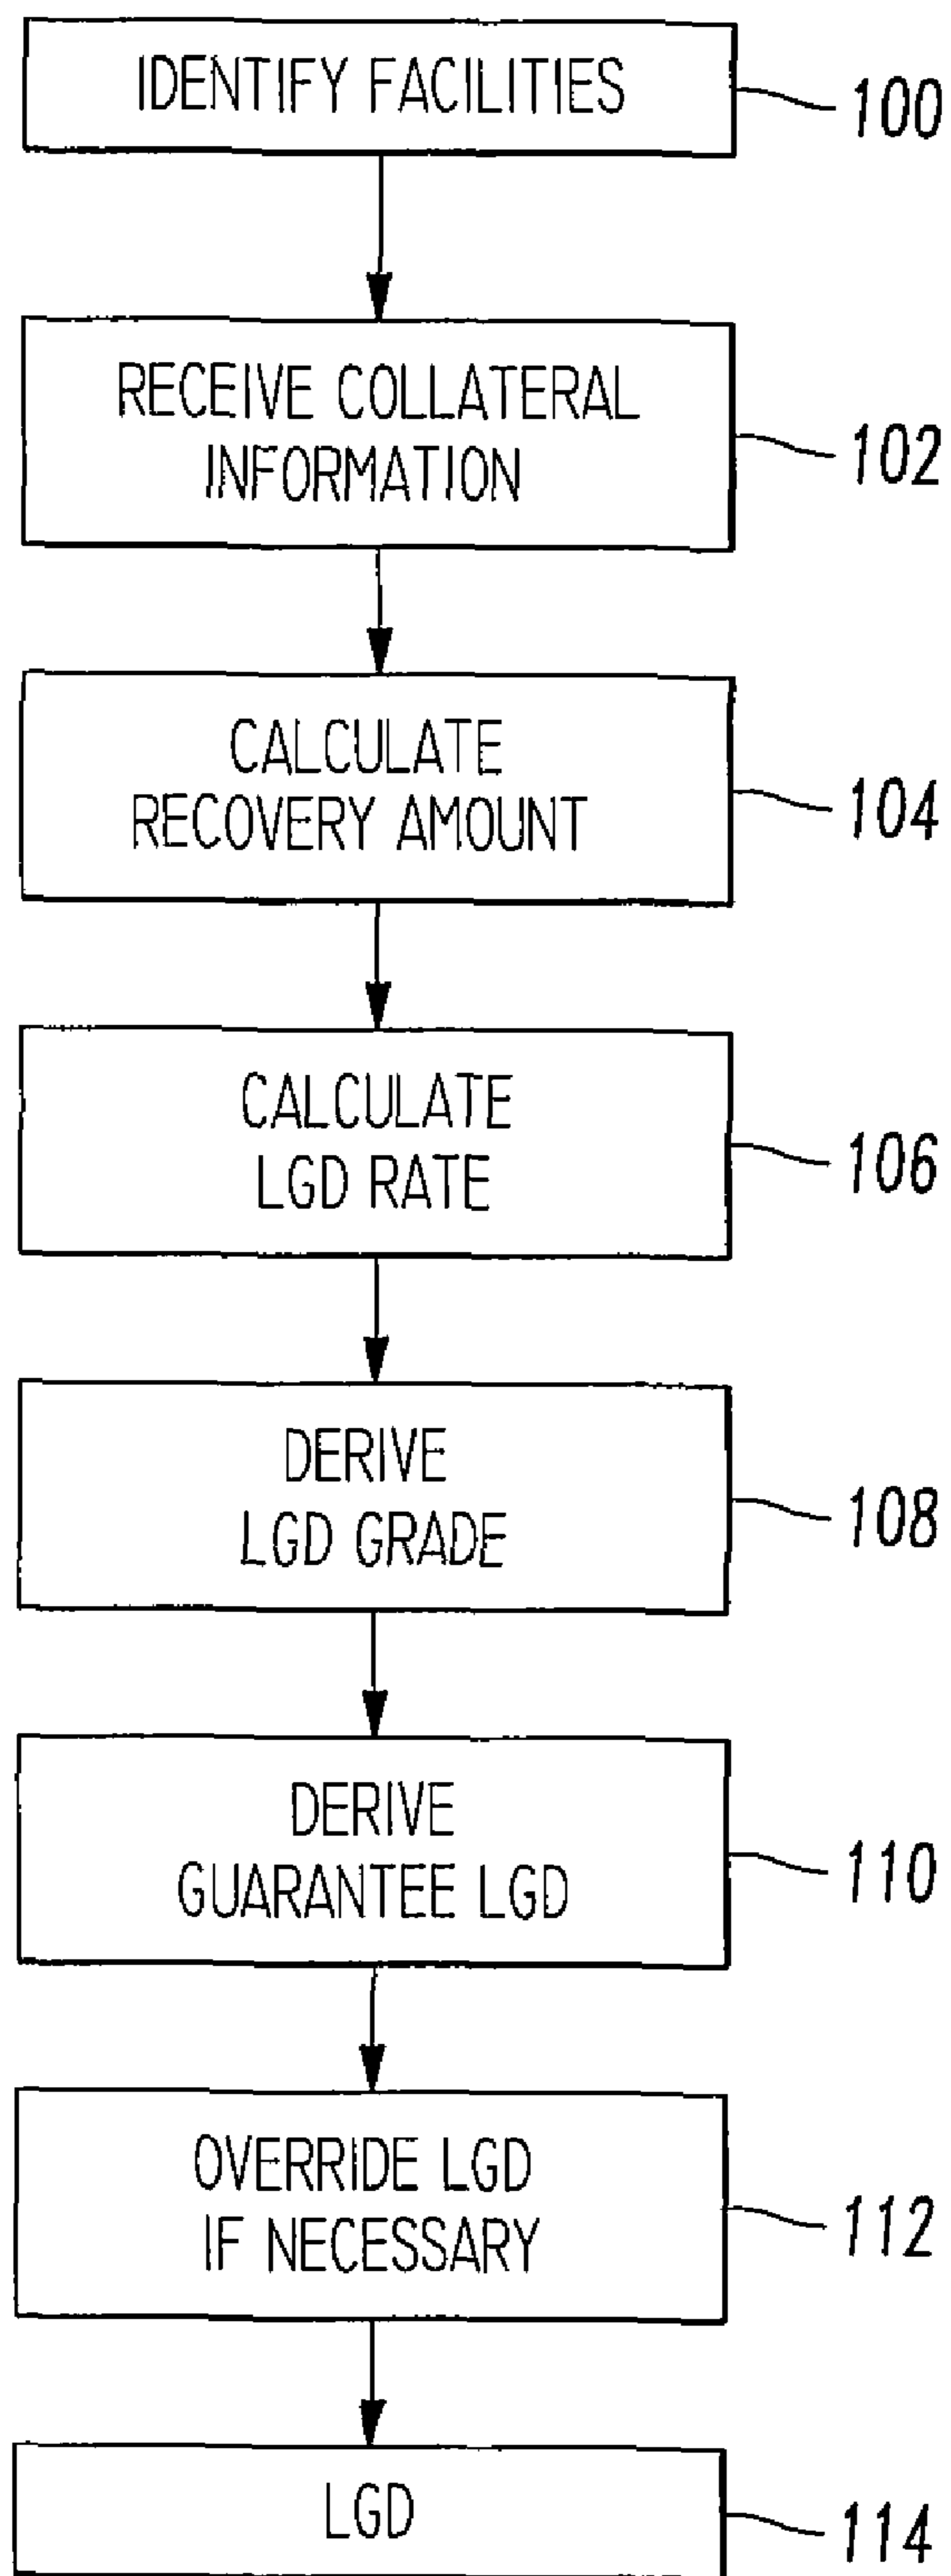 IDENTIFY FACILITIES
100
RECEIVE COLLATERAL
INFORMATION
102
CALCULATE
RECOVERY AMOUNT
104
CALCULATE
LGD RATE
106
DERIVE
LGD GRADE
108
DERIVE
GUARANTEE LGD
110
OVERRIDE LGD
IF NECESSARY
112
LGD
114